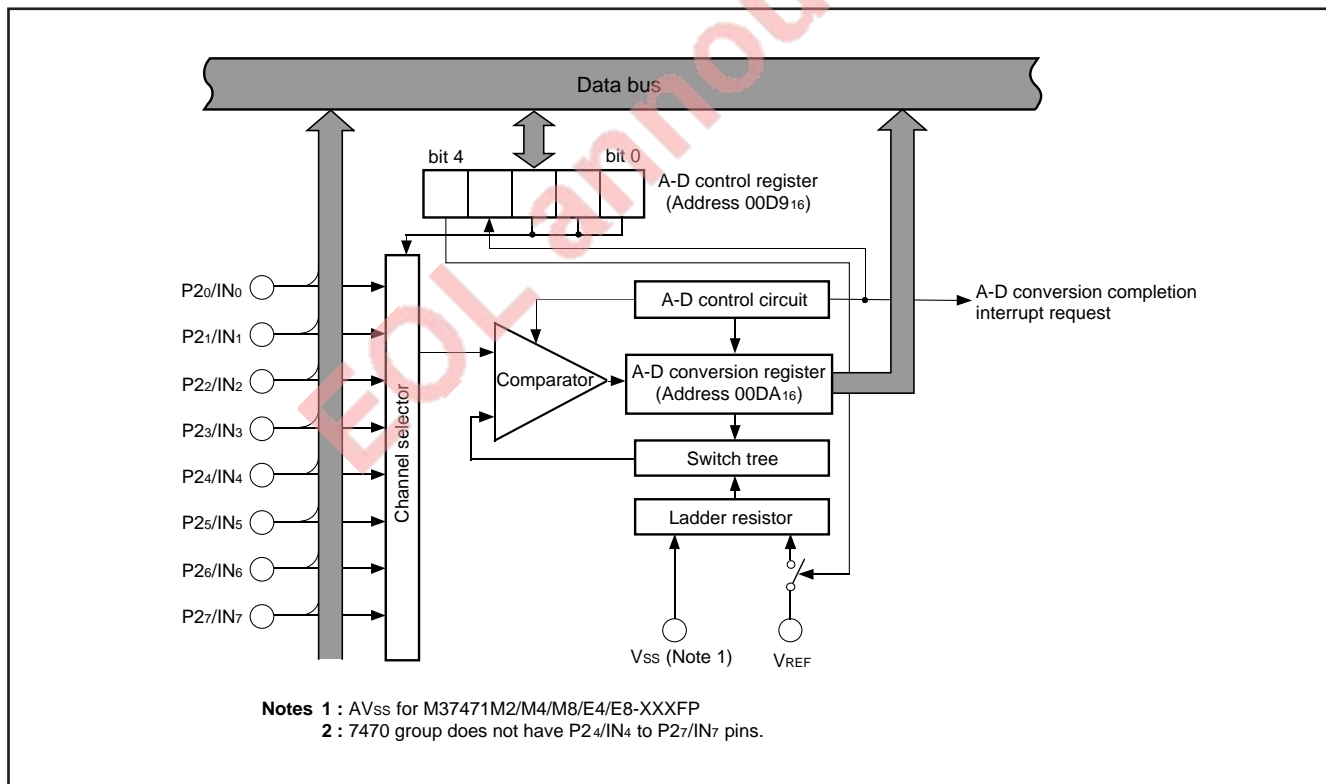 Data bus
bit 4
bit 0
A-D control register
(Address 00D916)
P20/IN0
P21/IN1
P22/IN2
P23/IN3
P24/IN4
P25/IN5
P26/IN6
P27/IN7
Channel selector
Comparator
A-D control circuit
A-D conversion completion
interrupt request
A-D conversion register
(Address 00DA16)
Switch tree
Ladder resistor
VSS (Note 1)
VREF
Notes 1 : AVSS for M37471M2/M4/M8/E4/E8-XXXFP
2 : 7470 group does not have P24/IN4 to P27/IN7 pins.
EOL annou